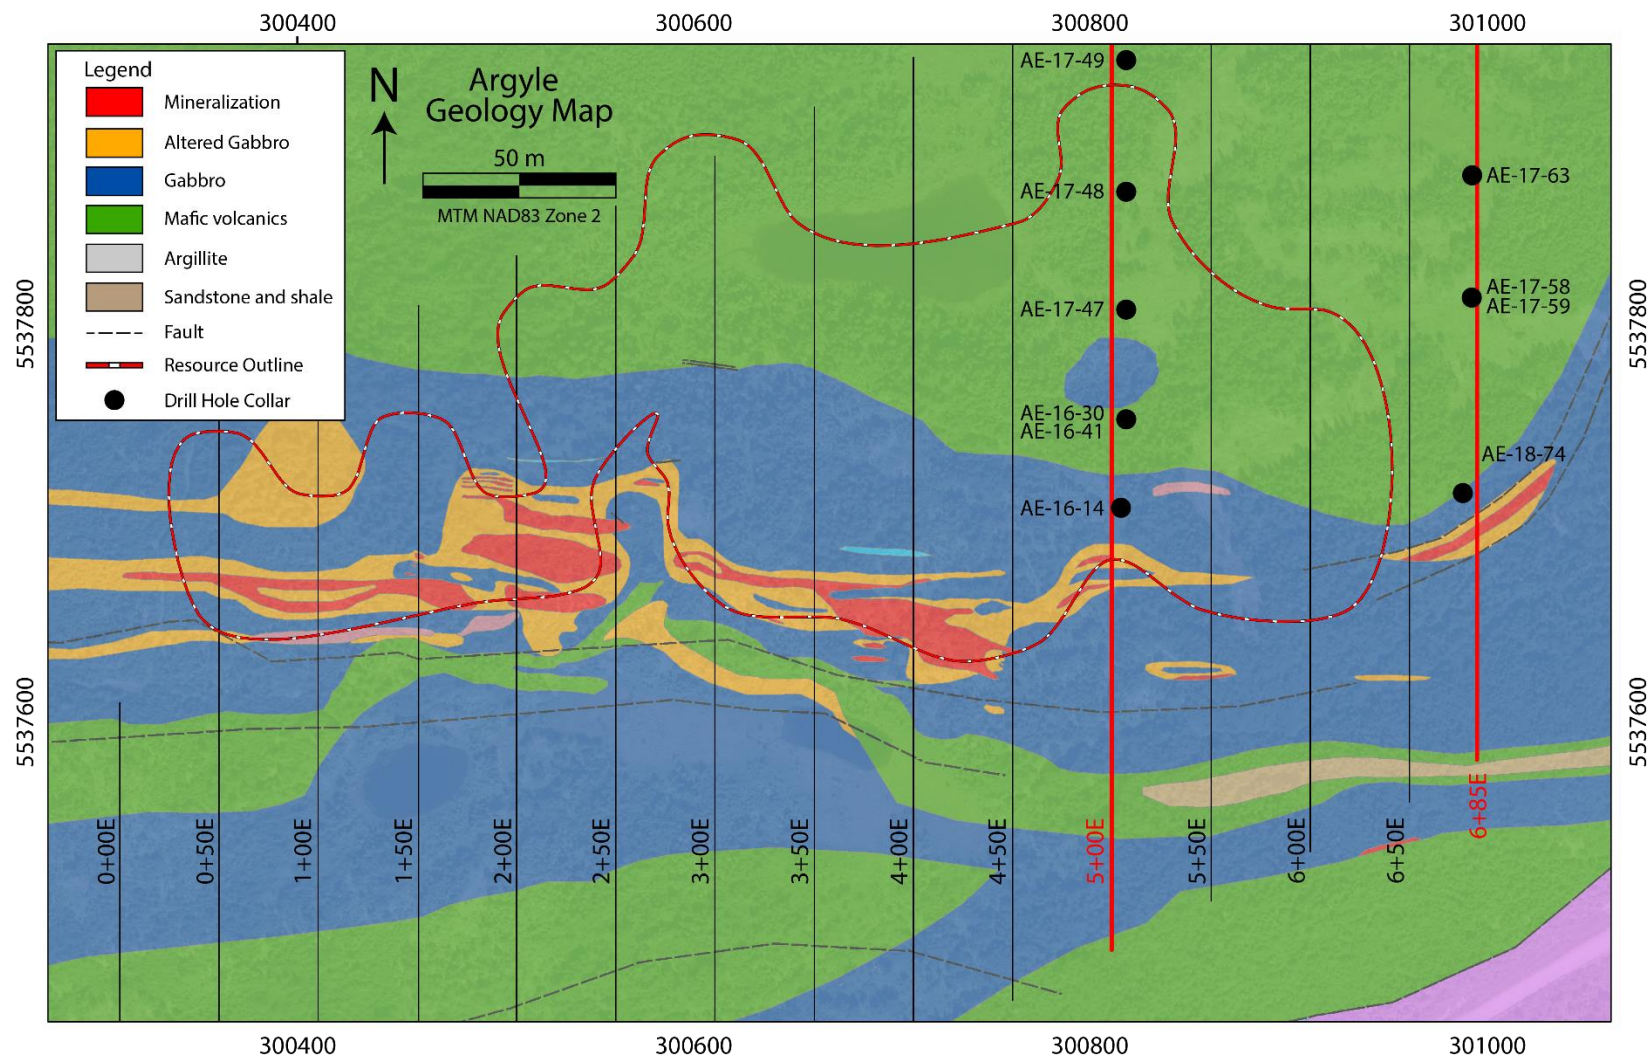 300400 300600 300800 301000
Legend
Mineralization
Altered Gabbro
Gabbro
Mafic volcanics
Argillite
Sandstone and shale
Fault
Resource Outline
Drill Hole Collar
N
Argyle
Geology Map
50 m
MTM NAD83 Zone 2
AE-17-49
AE-17-48
AE-17-47
AE-16-30
AE-16-41
AE-16-14
AE-17-63
AE-17-58
AE-17-59
AE-18-74
5537800
5537600
5537800
5537600
0+00E
0+50E
1+00E
1+50E
2+00E
2+50E
3+00E
3+50E
4+00E
4+50E
5+00E
5+50E
6+00E
6+50E
6+85E
300400 300600 300800 301000